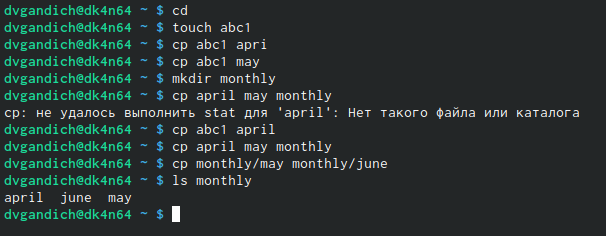 dvgandich@dk4n64 ~ $ cd
dvgandich@dk4n64 ~ $ touch abc1
dvgandich@dk4n64 ~ $ cp abc1 apri
dvgandich@dk4n64 ~ $ cp abc1 may
dvgandich@dk4n64 ~ $ mkdir monthly
dvgandich@dk4n64 ~ $ cp april may monthly
cp: не удалось выполнить stat для 'april': Нет такого файла или каталога
dvgandich@dk4n64 ~ $ cp abc1 april
dvgandich@dk4n64 ~ $ cp april may monthly
dvgandich@dk4n64 ~ $ cp monthly/may monthly/june
dvgandich@dk4n64 ~ $ ls monthly
april  june  may
dvgandich@dk4n64 ~ $